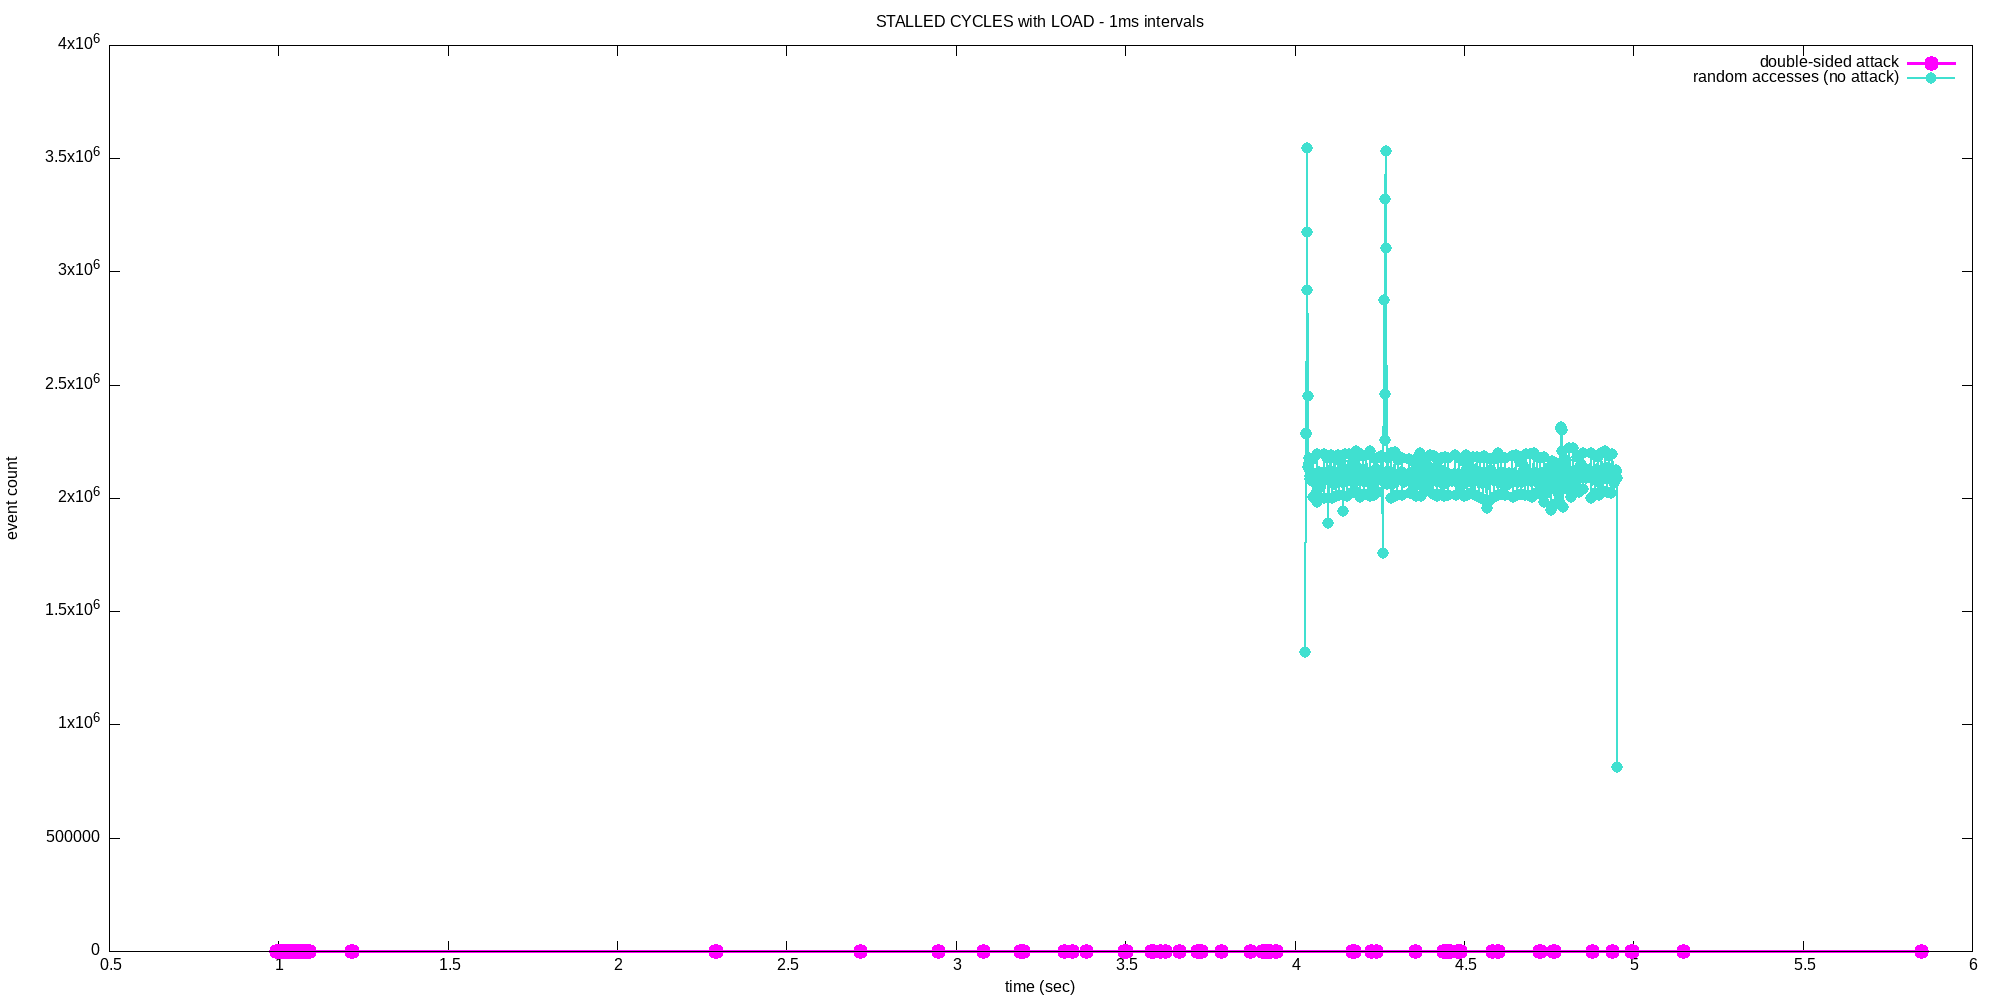 STALLED CYCLES with LOAD - 1ms intervals
4x10^6
3.5x10^6
3x10^6
2.5x10^6
2x10^6
1.5x10^6
1x10^6
500000
0
event count
double-sided attack
random accesses (no attack)
0.5 1 1.5 2 2.5 3 3.5 4 4.5 5 5.5 6
time (sec)